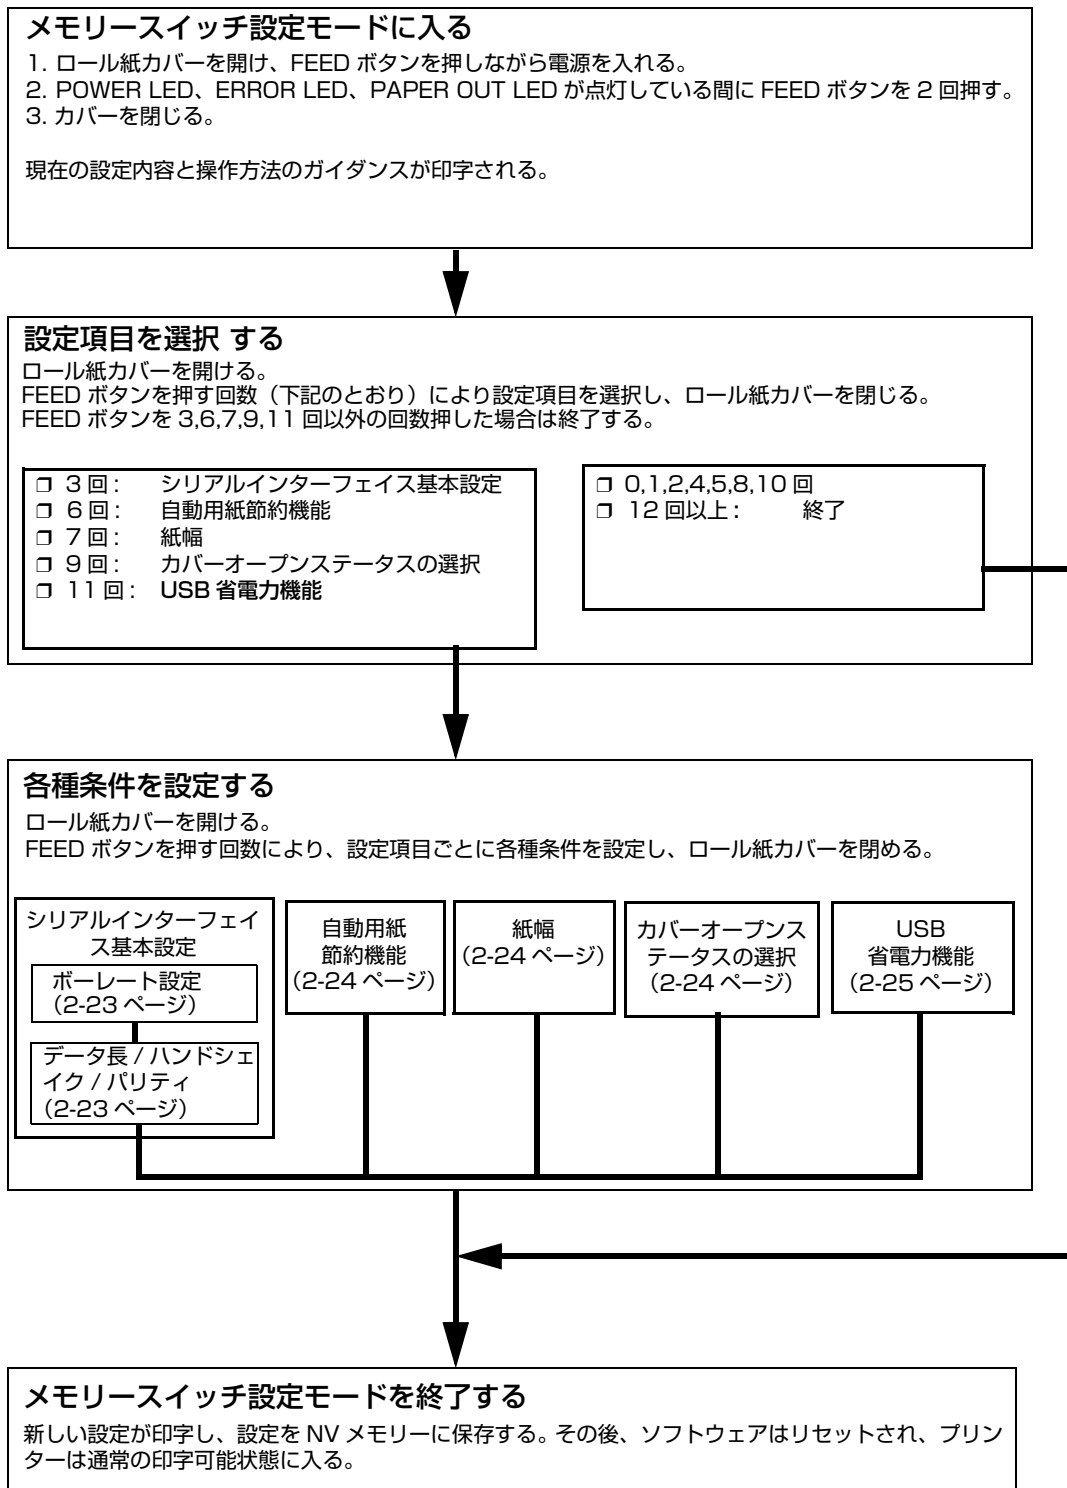 メモリースイッチ設定モードに入る
1. ロール紙カバーを開け、FEED ボタンを押しながら電源を入れる。
2. POWER LED、ERROR LED、PAPER OUT LED が点灯している間に FEED ボタンを 2 回押す。
3. カバーを閉じる。
現在の設定内容と操作方法のガイダンスが印字される。
設定項目を選択 する
ロール紙カバーを開ける。
FEED ボタンを押す回数（下記のとおり）により設定項目を選択し、ロール紙カバーを閉じる。
FEED ボタンを 3,6,7,9,11 回以外の回数押した場合は終了する。
❒ 3 回 : シリアルインターフェイス基本設定
❒ 6 回 : 自動用紙節約機能
❒ 7 回 : 紙幅
❒ 9 回 : カバーオープンステータスの選択
❒ 11 回 : USB 省電力機能
❒ 0,1,2,4,5,8,10 回
❒ 12 回以上 : 終了
各種条件を設定する
ロール紙カバーを開ける。
FEED ボタンを押す回数により、設定項目ごとに各種条件を設定し、ロール紙カバーを閉める。
シリアルインターフェイ
ス基本設定
ボーレート設定
（2-23 ページ）
データ長 / ハンドシェ
イク / パリティ
（2-23 ページ）
自動用紙
節約機能
（2-24 ページ）
紙幅
（2-24 ページ）
カバーオープンス
テータスの選択
（2-24 ページ）
USB
省電力機能
（2-25 ページ）
メモリースイッチ設定モードを終了する
新しい設定が印字し、設定を NV メモリーに保存する。その後、ソフトウェアはリセットされ、プリン
ターは通常の印字可能状態に入る。